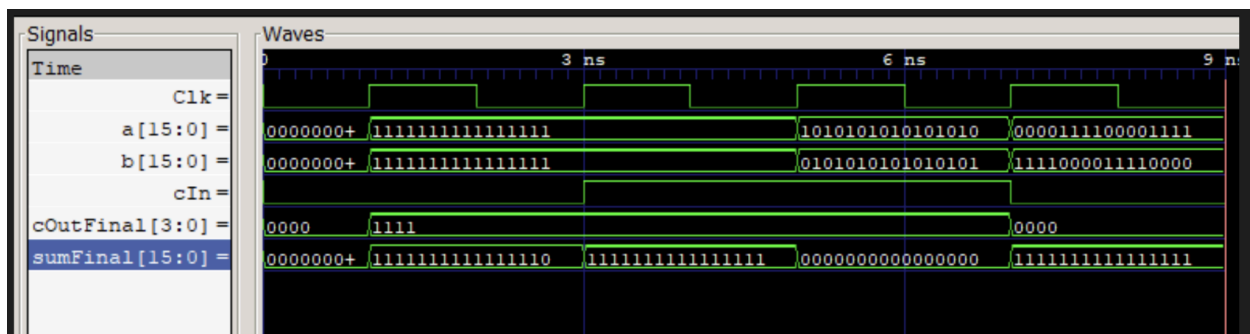 Signals Waves
Time 0 3 ns 6 ns 9 n
Clk=
a[15:0] = 0000000+ 1111111111111111 1010101010101010 0000111100001111
b[15:0] = 0000000+ 1111111111111111 0101010101010101 1111000011110000
cIn=
cOutFinal[3:0] = 0000 1111 0000
sumFinal[15:0] = 0000000+ 1111111111111110 1111111111111111 0000000000000000 1111111111111111